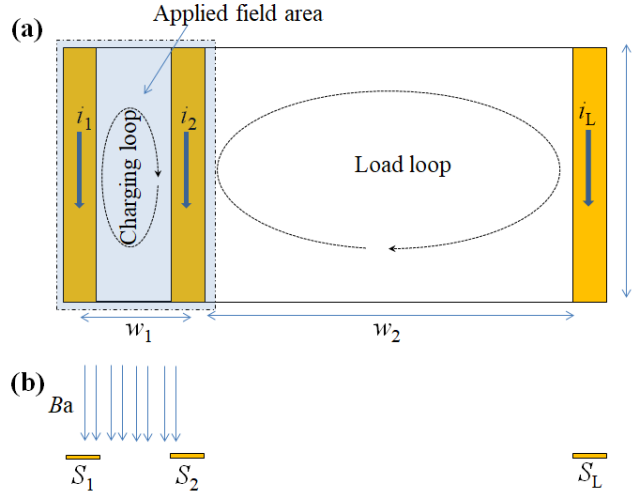 Applied field area
(a)
i1
Charging loop
i2
Load loop
iL
w1
w2
(b)
Ba
S1
S2
SL